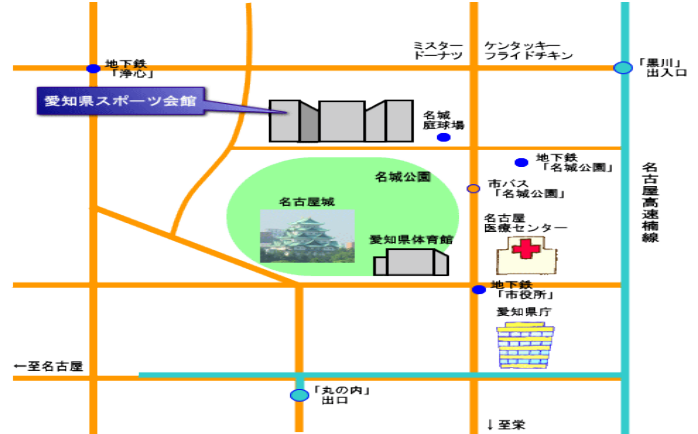 ミスター
ドーナツ
ケンタッキー
フライドチキン
地下鉄
「浄心」
「黒川」
出入口
愛知県スポーツ会館
名城
庭球場
地下鉄
「名城公園」
名古屋高速楠線
名城公園
市バス
「名城公園」
名古屋城
名古屋
医療センター
愛知県体育館
地下鉄
「市役所」
愛知県庁
←至名古屋
「丸の内」
出口
↓至栄